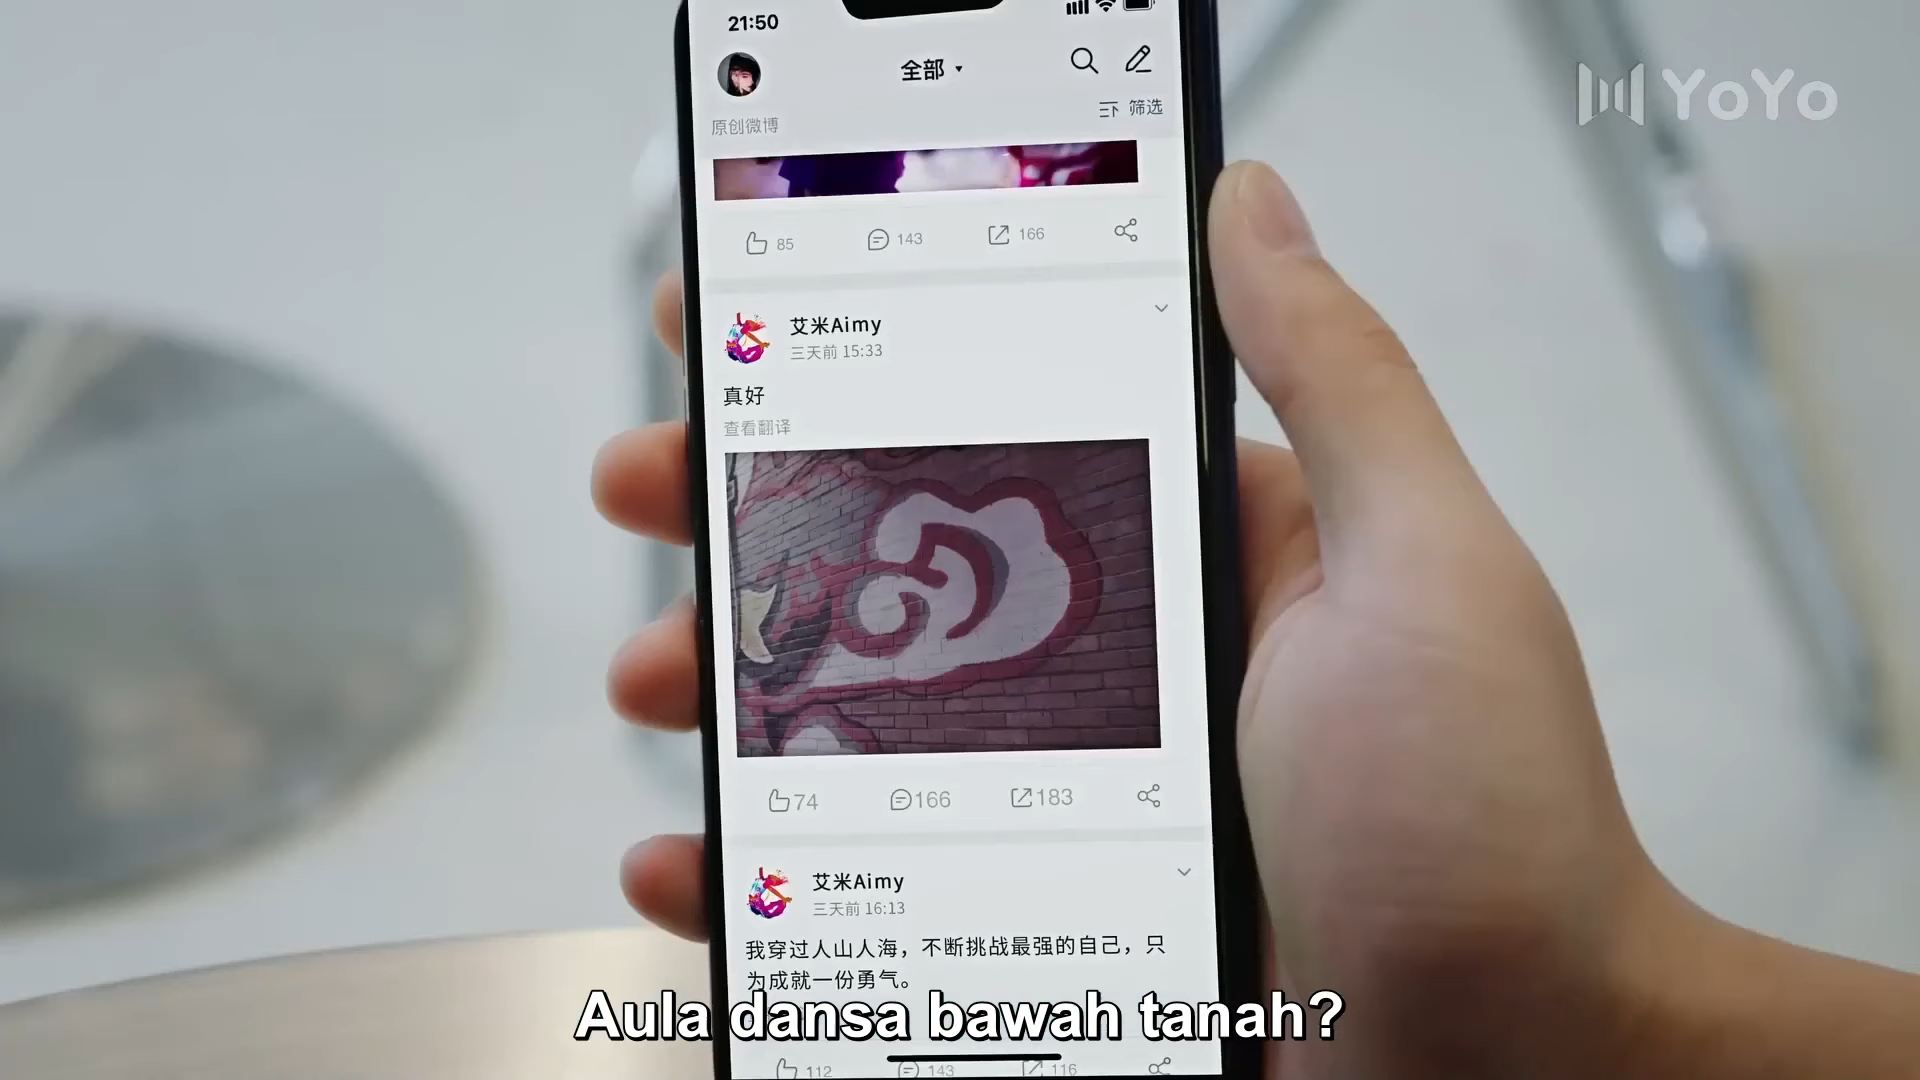 21:50
全部
YoYo
筛选
原创微博
85
143
166
艾米Aimy
三天前 15:33
真好
查看翻译
74
166
183
艾米Aimy
三天前 16:13
我穿过人山人海，不断挑战最强的自己，只
为成就一份勇气。
Aula dansa bawah tanah?
112
143
116